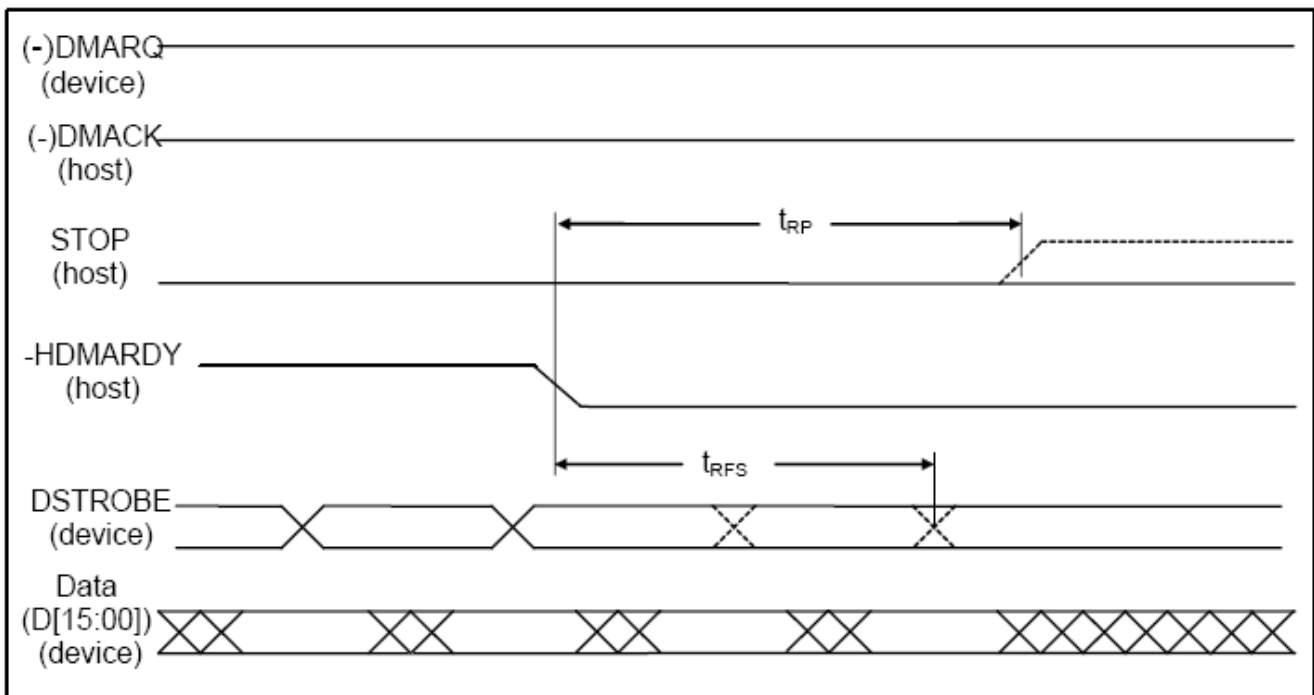 (-)DMARQ
(device)
(-)DMACK
(host)
tRP
STOP
(host)
-HDMARDY
(host)
tRFS
DSTROBE
(device)
Data
(D[15:00])
(device)